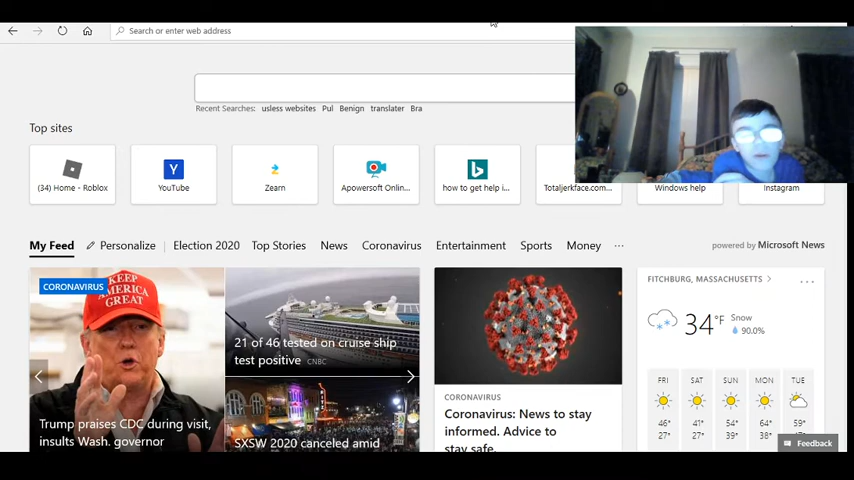 Search or enter web address
Recent Searches: usless websites Pul Benign translater Bra
Top sites
(34) Home - Roblox
YouTube
Zearn
Apowersoft Onlin...
how to get help i...
Totaljerkface.com...
Windows help
Instagram
My Feed Personalize Election 2020 Top Stories News Coronavirus Entertainment Sports Money ... powered by Microsoft News
CORONAVIRUS
KEEP
AMERICA
GREAT
Trump praises CDC during visit,
insults Wash. governor
21 of 46 tested on cruise ship
test positive CNBC
SXSW 2020 canceled amid
CORONAVIRUS
Coronavirus: News to stay
informed. Advice to
stay safe.
FITCHBURG, MASSACHUSETTS
34 °F Snow
90.0%
FRI SAT SUN MON TUE
46° 41° 54° 64° 59°
27° 27° 39° 38°
Feedback